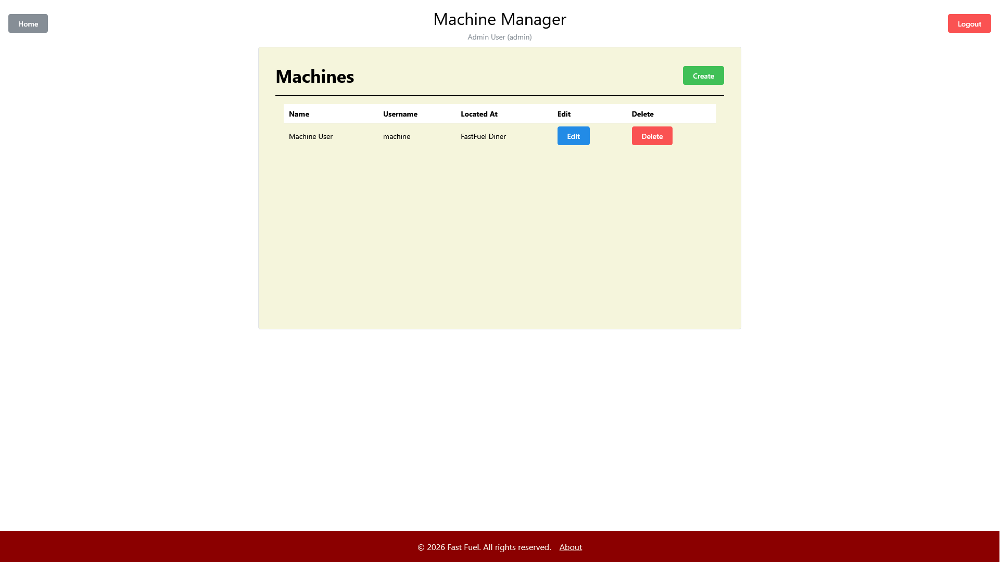 Home
Machine Manager
Admin User (admin)
Logout
Machines
Create
Name Username Located At Edit Delete
Machine User machine FastFuel Diner Edit Delete
© 2026 Fast Fuel. All rights reserved. About